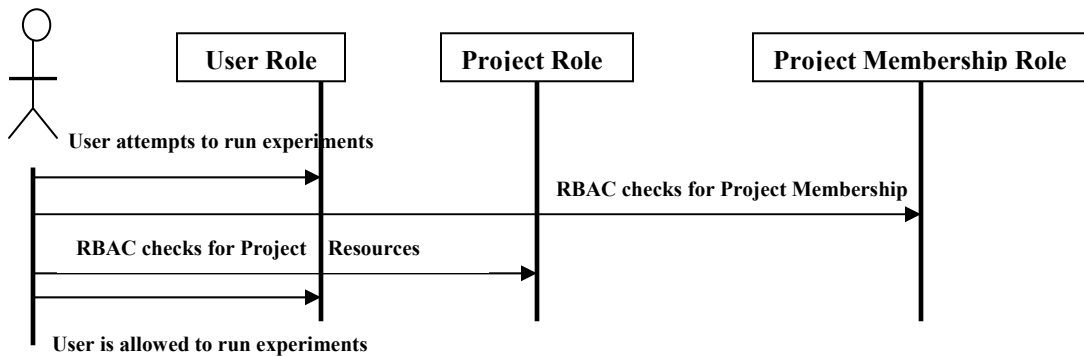 User Role
Project Role
Project Membership Role
User attempts to run experiments
RBAC checks for Project Membership
RBAC checks for Project Resources
User is allowed to run experiments